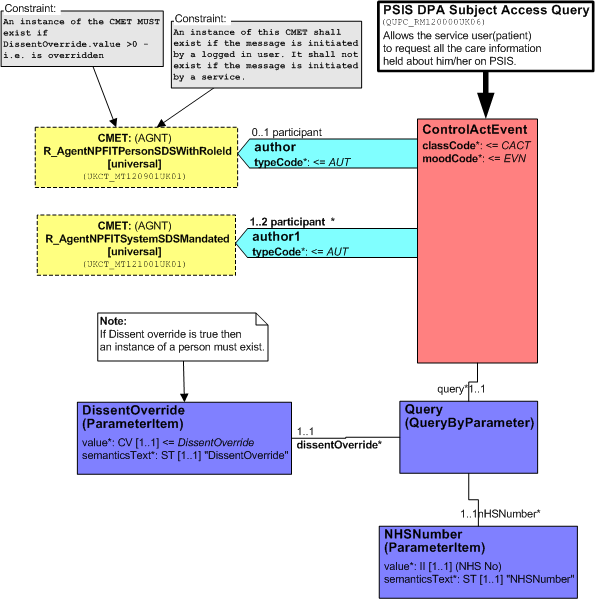 Constraint:
An instance of the CMET MUST
exist if
DissentOverride.value >0 -
i.e. is overridden
Constraint:
An instance of this CMET shall
exist if the message is initiated
by a logged in user. It shall not
exist if the message is initiated
by a service.
PSIS DPA Subject Access Query
(QUPC_RM120000UK06)
Allows the service user(patient)
to request all the care information
held about him/her on PSIS.
CMET: (AGNT)
R_AgentNPFITPersonSDSWithRoleId
[universal]
(UKCT_MT120901UK01)
0..1 participant
author
typeCode*: <= AUT
ControlActEvent
classCode*: <= CACT
moodCode*: <= EVN
CMET: (AGNT)
R_AgentNPFITSystemSDSMandated
[universal]
(UKCT_MT121001UK01)
1..2 participant *
author1
typeCode*: <= AUT
Note:
If Dissent override is true then
an instance of a person must exist.
query*1..1
DissentOverride
(ParameterItem)
value*: CV [1..1] <= DissentOverride
semanticsText*: ST [1..1] "DissentOverride"
1..1
dissentOverride*
Query
(QueryByParameter)
1..1nHSNumber*
NHSNumber
(ParameterItem)
value*: II [1..1] (NHS No)
semanticsText*: ST [1..1] "NHSNumber"